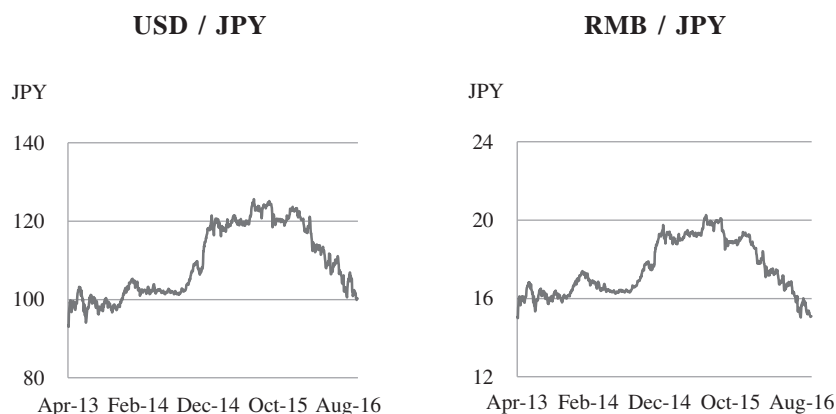 USD / JPY
JPY
140
120
100
80
Apr-13 Feb-14 Dec-14 Oct-15 Aug-16
RMB / JPY
JPY
24
20
16
12
Apr-13 Feb-14 Dec-14 Oct-15 Aug-16